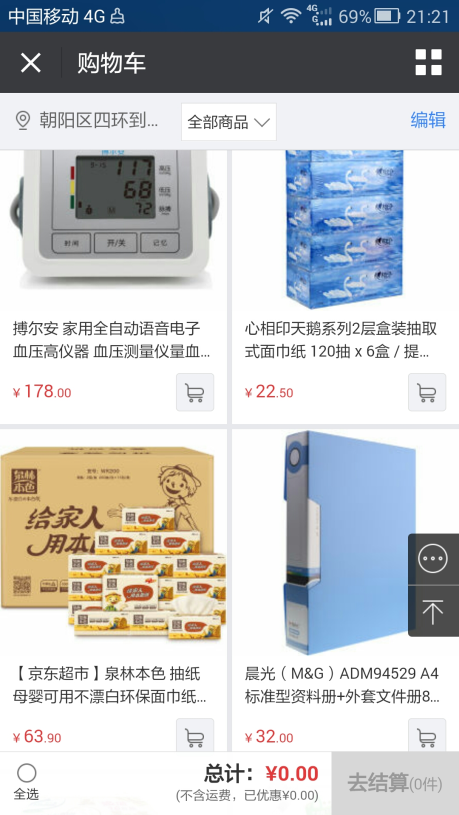 中国移动 4G
4G
G
69%
21:21
购物车
朝阳区四环到...
全部商品
编辑
117
68
72
时间
开/关
记忆
搏尔安 家用全自动语音电子
血压高仪器 血压测量仪量血...
¥ 178.00
心相印天鹅系列2层盒装抽取
式面巾纸 120抽 x 6盒 / 提...
¥ 22.50
泉林本色
给家人
用本色
【京东超市】泉林本色 抽纸
母婴可用不漂白环保面巾纸...
¥ 63.90
晨光（M&G）ADM94529 A4
标准型资料册+外套文件册8...
¥ 32.00
全选
总计：¥0.00
(不含运费，已优惠¥0.00)
去结算(0件)